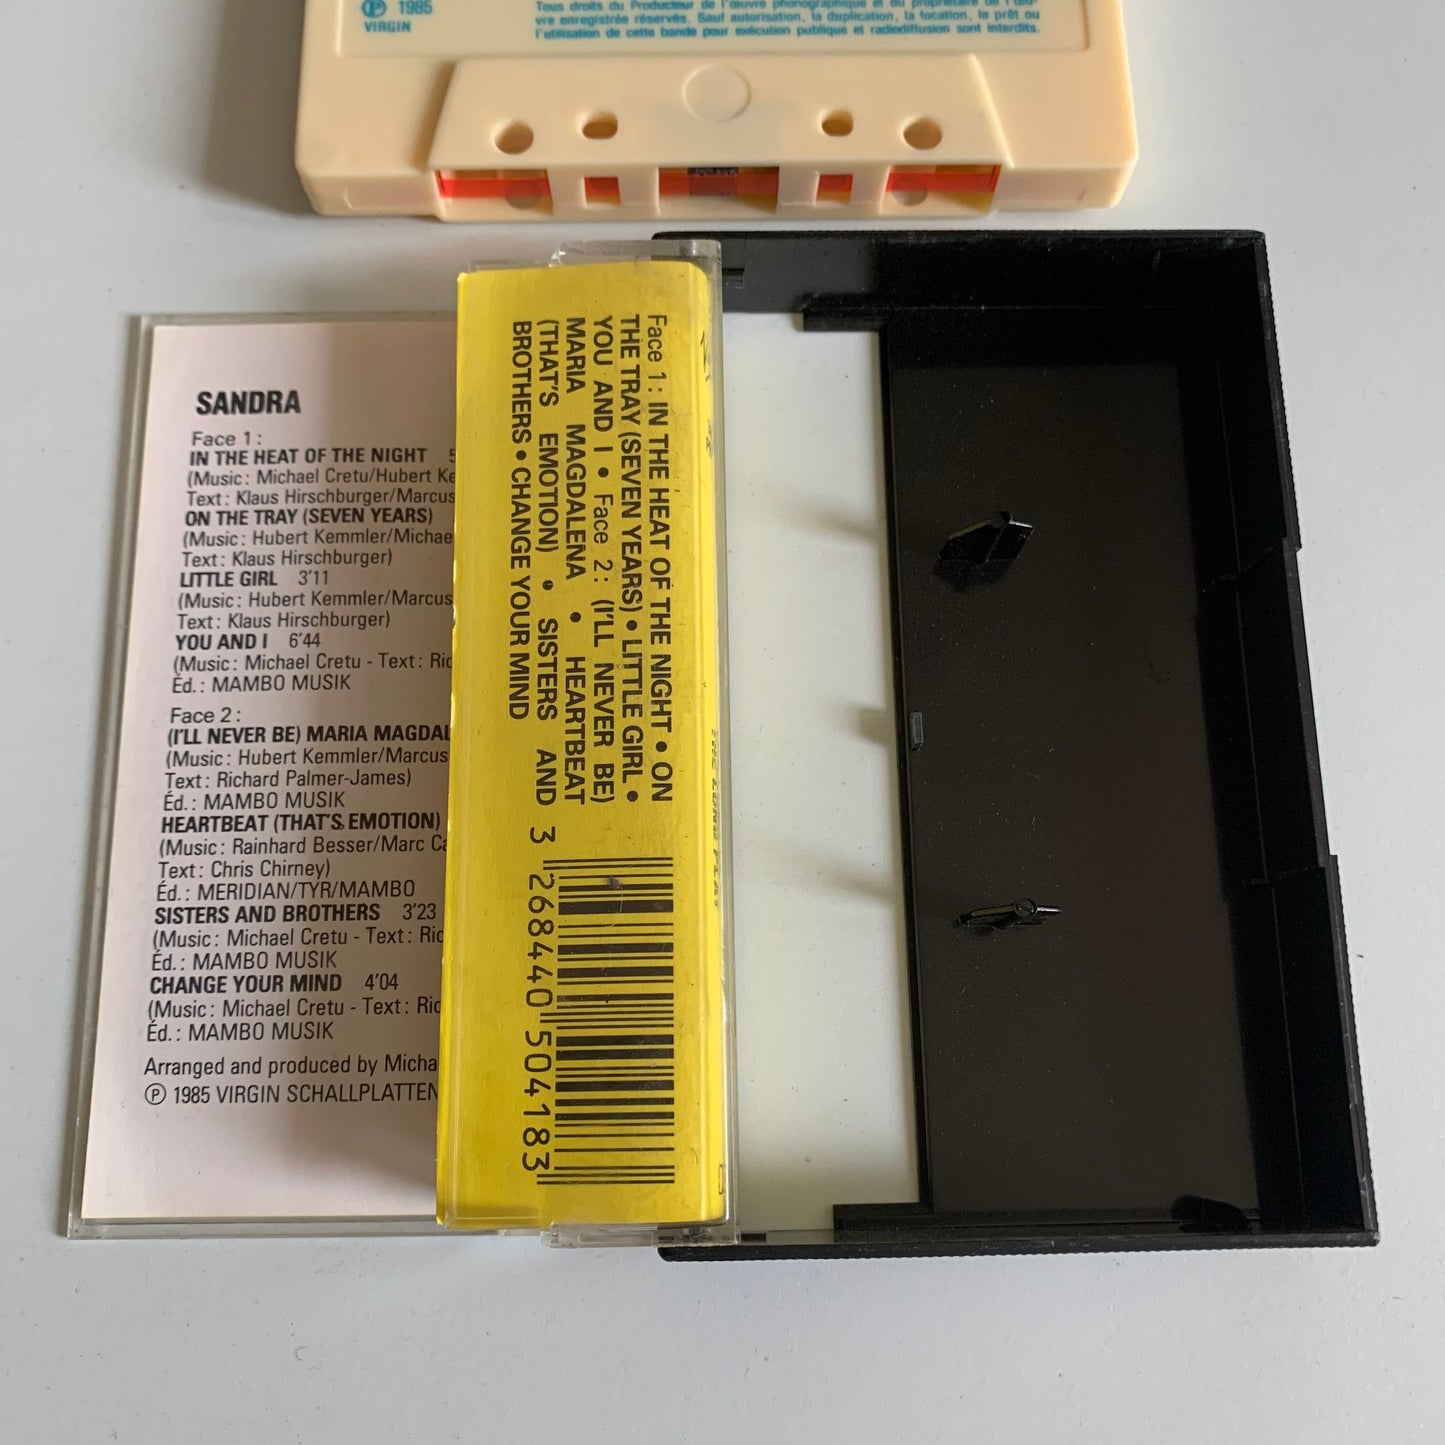 Ⓟ 1985
VIRGIN
Tous droits du Producteur de l'œuvre phonographique et du propriétaire de l'œu-
vre enregistrée réservés. Sauf autorisation, la duplication, la location, le prêt ou
l'utilisation de cette bande pour exécution publique et radiodiffusion sont interdits.
SANDRA
Face 1 :
IN THE HEAT OF THE NIGHT
(Music : Michael Cretu/Hubert
Text : Klaus Hirschburger/Marcus
ON THE TRAY (SEVEN YEARS)
(Music : Hubert Kemmler/
Text : Klaus Hirschburger)
LITTLE GIRL 3'11
(Music : Hubert Kemmler/Marcus
Text : Klaus Hirschburger)
YOU AND I 6'44
(Music : Michael Cretu - Text :
Éd. : MAMBO MUSIK
Face 2 :
(I'LL NEVER BE) MARIA
(Music : Hubert Kemmler/Marcus
Text : Richard Palmer-James)
Éd. : MAMBO MUSIK
HEARTBEAT (THAT'S EMOTION)
(Music : Rainhard Besser/Marc
Text : Chris Chirney)
Éd. : MERIDIAN/TYR/MAMBO
SISTERS AND BROTHERS 3'23
(Music : Michael Cretu - Text :
Éd. : MAMBO MUSIK
CHANGE YOUR MIND 4'04
(Music : Michael Cretu - Text :
Éd. : MAMBO MUSIK
Arranged and produced by
Ⓟ 1985 VIRGIN SCHALLPLATTEN
Face 1 : IN THE HEAT OF THE NIGHT • ON
THE TRAY (SEVEN YEARS) • LITTLE GIRL •
YOU AND I • Face 2 : (I'LL NEVER BE)
MARIA MAGDALENA • HEARTBEAT
(THAT'S EMOTION) • SISTERS AND
BROTHERS • CHANGE YOUR MIND
3 268440 504183
THE LONG PLAY